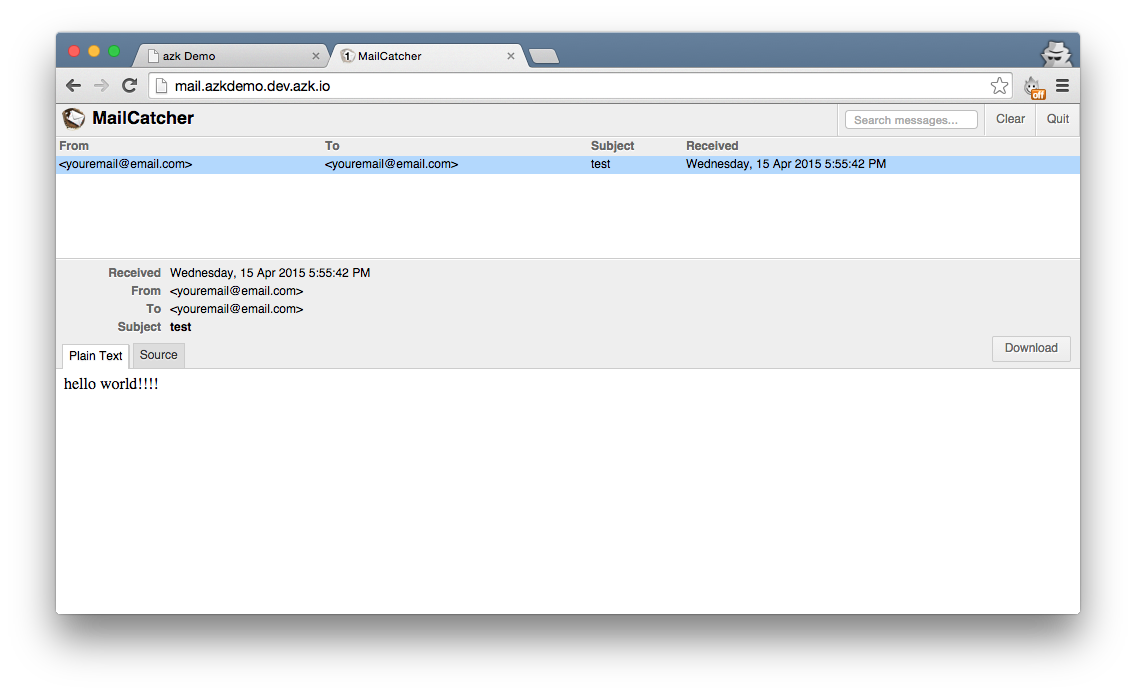 azk Demo 1 MailCatcher
mail.azkdemo.dev.azk.io off
MailCatcher Search messages... Clear Quit
From To Subject Received
<youremail@email.com> <youremail@email.com> test Wednesday, 15 Apr 2015 5:55:42 PM
Received Wednesday, 15 Apr 2015 5:55:42 PM
From <youremail@email.com>
To <youremail@email.com>
Subject test
Plain Text Source Download
hello world!!!!